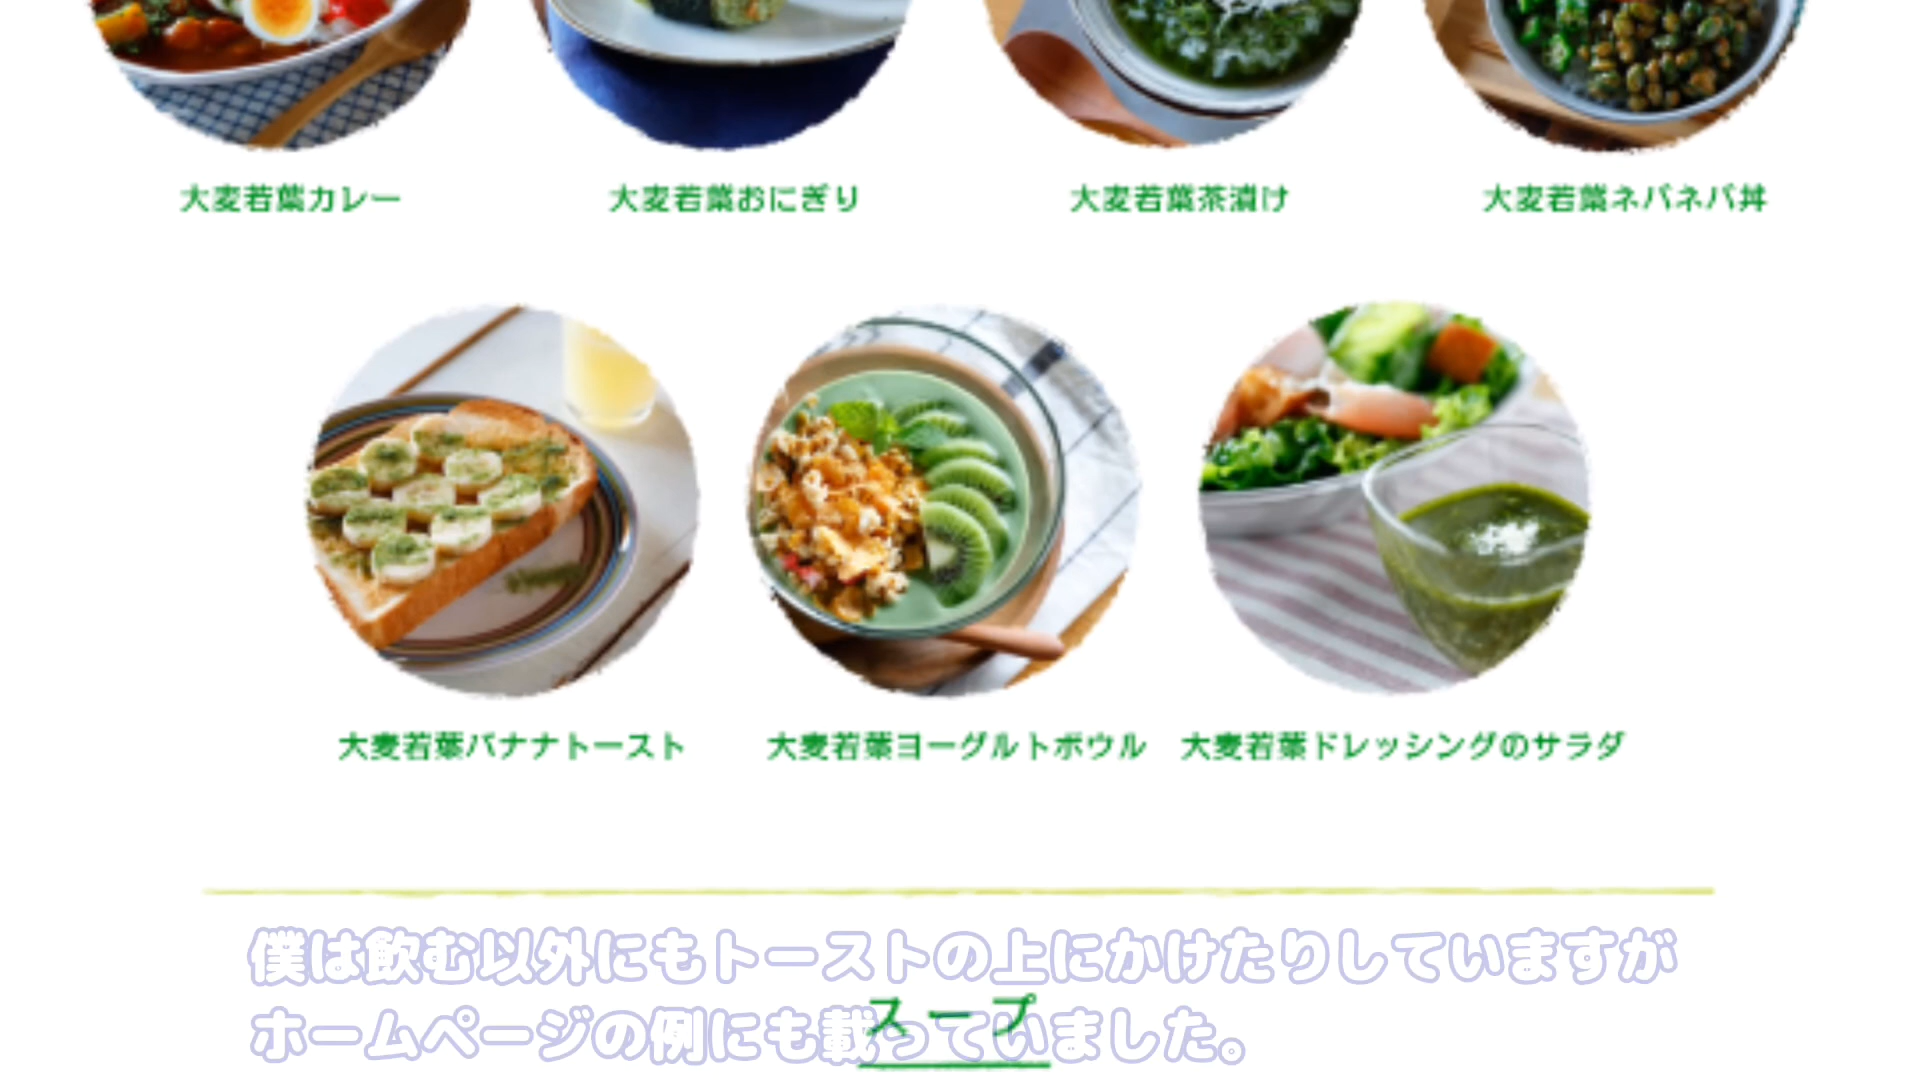 大麦若葉カレー
大麦若葉おにぎり
大麦若葉茶漬け
大麦若葉ネバネバ丼
大麦若葉バナナトースト
大麦若葉ヨーグルトボウル
大麦若葉ドレッシングのサラダ
僕は飲む以外にもトーストの上にかけたりしていますが
スープ
ホームページの例にも載っていました。